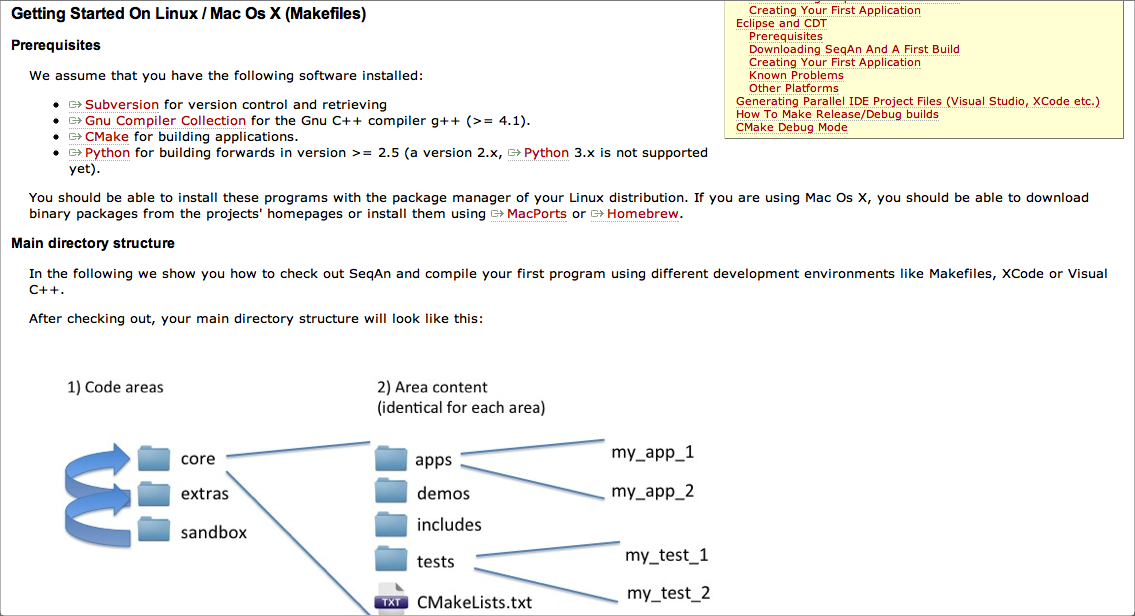 Getting Started On Linux / Mac Os X (Makefiles)
Prerequisites
We assume that you have the following software installed:
Subversion for version control and retrieving
Gnu Compiler Collection for the Gnu C++ compiler g++ (>= 4.1).
CMake for building applications.
Python for building forwards in version >= 2.5 (a version 2.x, Python 3.x is not supported
yet).
Creating Your First Application
Eclipse and CDT
Prerequisites
Downloading SeqAn And A First Build
Creating Your First Application
Known Problems
Other Platforms
Generating Parallel IDE Project Files (Visual Studio, XCode etc.)
How To Make Release/Debug builds
CMake Debug Mode
You should be able to install these programs with the package manager of your Linux distribution. If you are using Mac Os X, you should be able to download
binary packages from the projects' homepages or install them using MacPorts or Homebrew.
Main directory structure
In the following we show you how to check out SeqAn and compile your first program using different development environments like Makefiles, XCode or Visual
C++.
After checking out, your main directory structure will look like this:
1) Code areas
core
extras
sandbox
2) Area content
(identical for each area)
apps
demos
includes
tests
TXT CMakeLists.txt
my_app_1
my_app_2
my_test_1
my_test_2